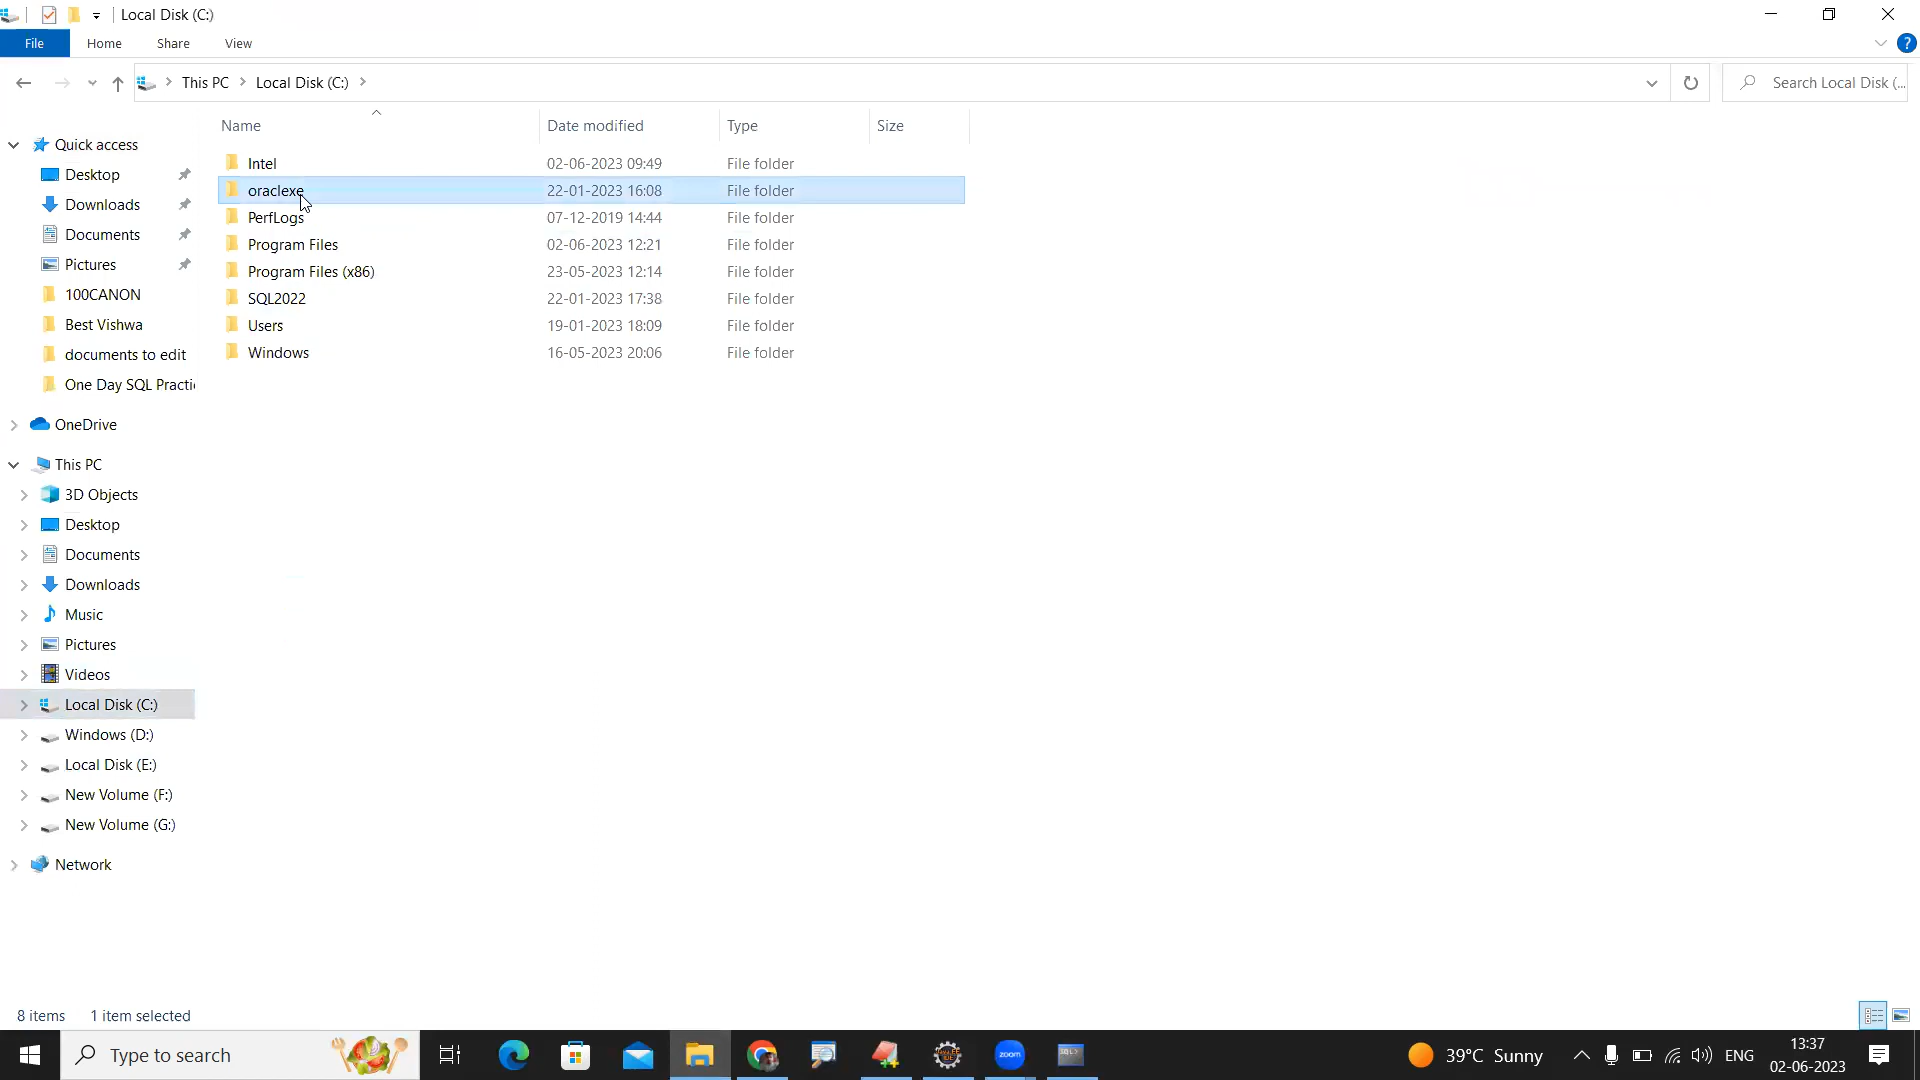 Local Disk (C:)
File Home Share View ?
This PC Local Disk (C:) Search Local Disk (...
Name Date modified Type Size
Quick access
Desktop
Downloads
Documents
Pictures
100CANON
Best Vishwa
documents to edit
One Day SQL Practi
OneDrive
This PC
3D Objects
Desktop
Documents
Downloads
Music
Pictures
Videos
Local Disk (C:)
Windows (D:)
Local Disk (E:)
New Volume (F:)
New Volume (G:)
Network
Intel 02-06-2023 09:49 File folder
oraclexe 22-01-2023 16:08 File folder
PerfLogs 07-12-2019 14:44 File folder
Program Files 02-06-2023 12:21 File folder
Program Files (x86) 23-05-2023 12:14 File folder
SQL2022 22-01-2023 17:38 File folder
Users 19-01-2023 18:09 File folder
Windows 16-05-2023 20:06 File folder
8 items 1 item selected
Type to search
zoom
39°C Sunny
ENG
13:37
02-06-2023